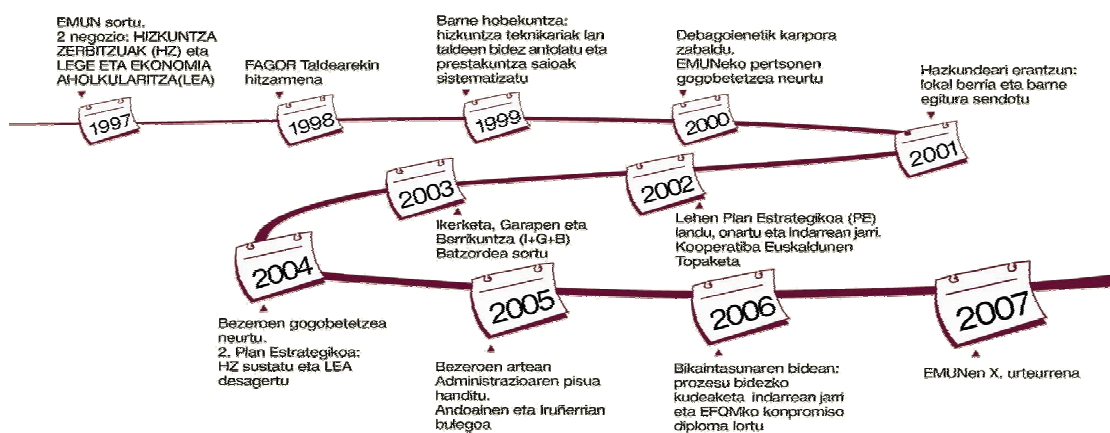 EMUN sortu.
2 negozio: HIZKUNTZA
ZERBITZUAK (HZ) eta
LEGE ETA EKONOMIA
AHOLKULARITZA(LEA)
1997
FAGOR Taldearekin
hitzarmena
1998
Barne hobekuntza:
hizkuntza teknikariak lan
taldeen bidez antolatu eta
prestakuntza saioak
sistematizatu
1999
Debagoienetik kanpora
zabaldu.
EMUNeko pertsonen
gogobetetzea neurtu
2000
Hazkundeari erantzun:
lokal berria eta barne
egitura sendotu
2001
2002
Lehen Plan Estrategikoa (PE)
landu, onartu eta indarrean jarri.
Kooperatiba Euskaldunen
Topaketa
2003
Ikerketa, Garapen eta
Berrikuntza (I+G+B)
Batzordea sortu
2004
Bezeroen gogobetetzea
neurtu.
2. Plan Estrategikoa:
HZ sustatu eta LEA
desagertu
2005
Bezeroen artean
Administrazioaren pisua
handitu.
Andoainen eta Iruñerrian
bulegoa
2006
Bikaintasunaren bidean:
prozesu bidezko
kudeaketa indarrean jarri
eta EFQMko konpromiso
diploma lortu
2007
EMUNen X. urteurrena